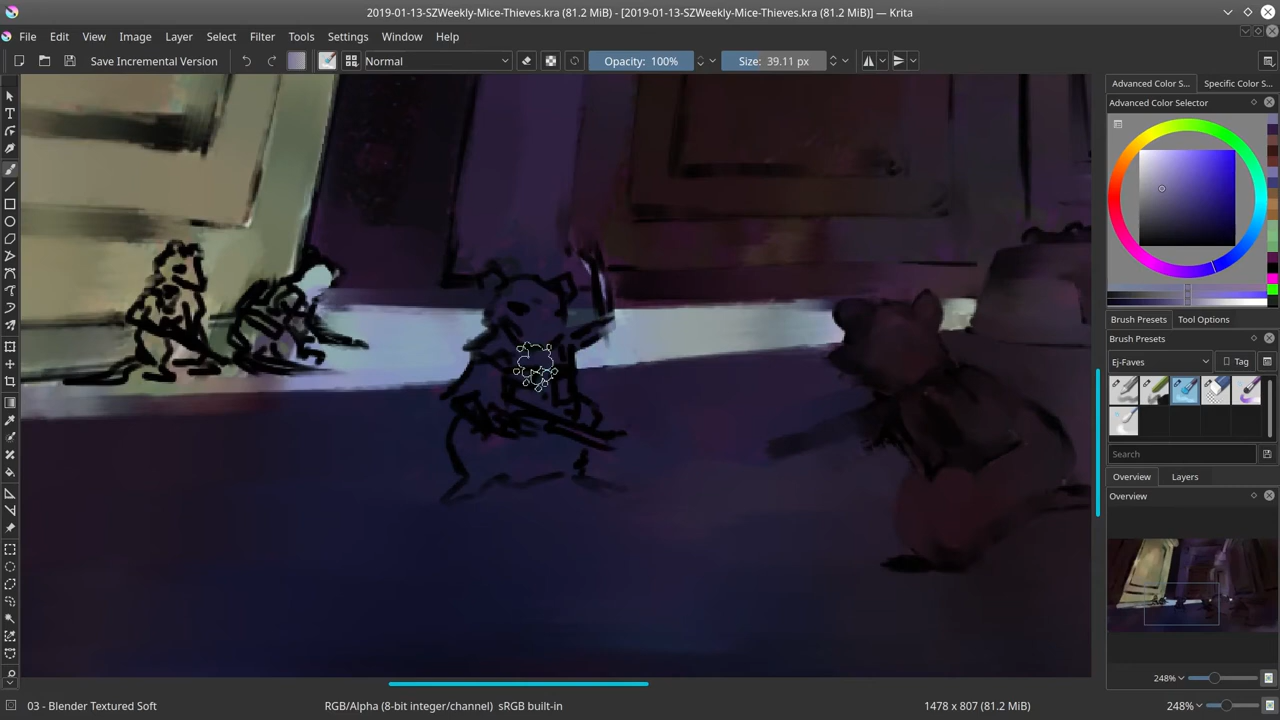 2019-01-13-SZWeekly-Mice-Thieves.kra (81.2 MiB) - [2019-01-13-SZWeekly-Mice-Thieves.kra (81.2 MiB)] — Krita
File Edit View Image Layer Select Filter Tools Settings Window Help
Save Incremental Version Normal Opacity: 100% Size: 39.11 px
Advanced Color S... Specific Color S...
Advanced Color Selector
Brush Presets Tool Options
Brush Presets
Ej-Faves Tag
Search
Overview Layers
Overview
248%
03 - Blender Textured Soft RGB/Alpha (8-bit integer/channel) sRGB built-in 1478 x 807 (81.2 MiB) 248%